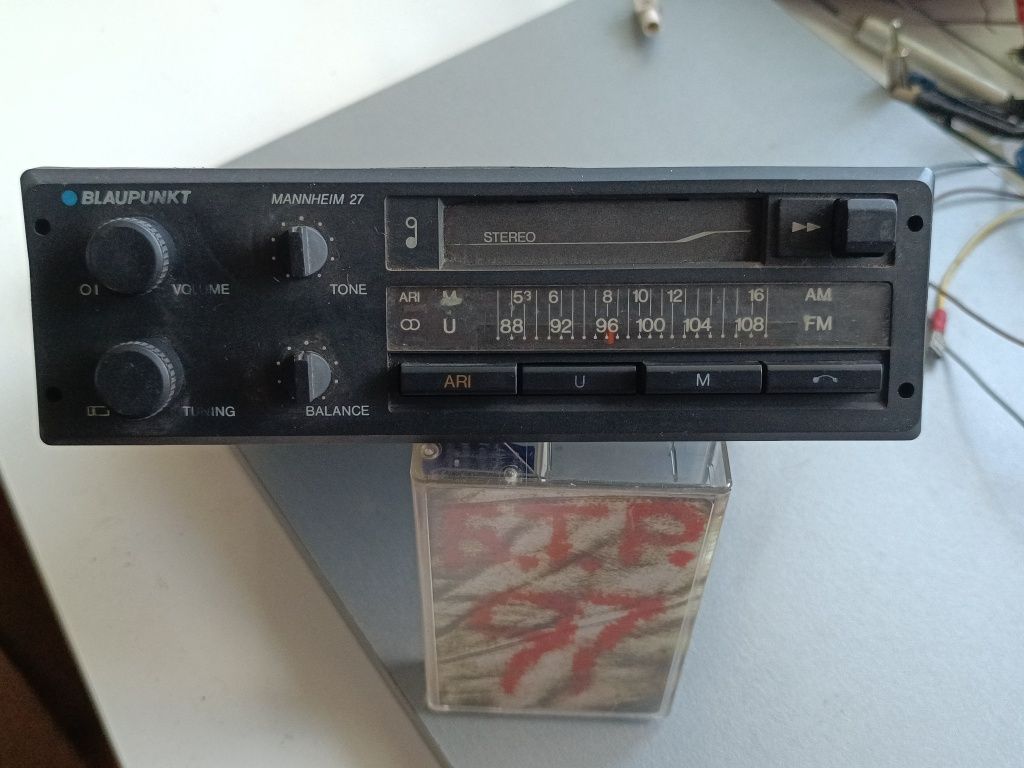 BLAUPUNKT MANNHEIM 27
STEREO
VOLUME TONE
ARI M 53 6 8 10 12 16 AM
U 88 92 96 100 104 108 FM
ARI U M
TUNING BALANCE
B.T.P.
97